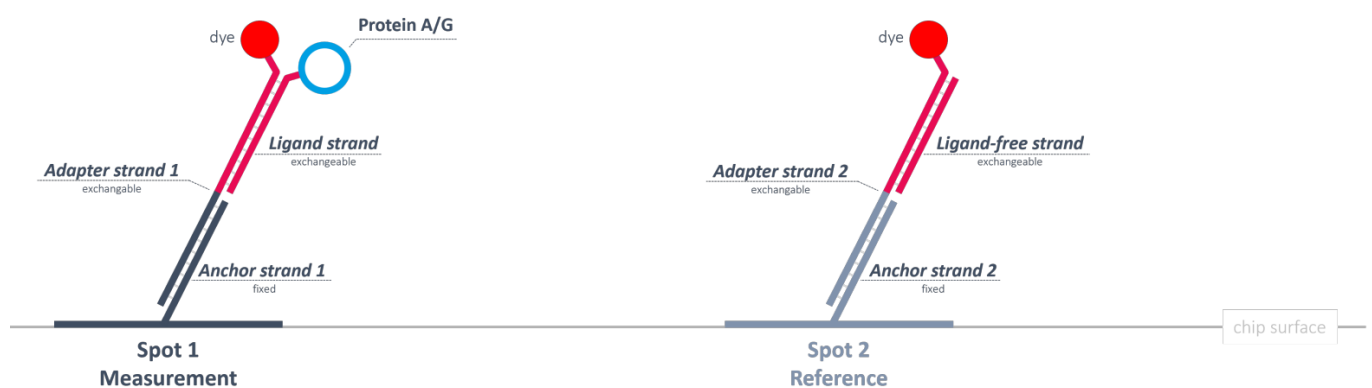 dye
Protein A/G
Ligand strand
exchangeable
Adapter strand 1
exchangable
Anchor strand 1
fixed
Spot 1
Measurement
dye
Ligand-free strand
exchangeable
Adapter strand 2
exchangable
Anchor strand 2
fixed
Spot 2
Reference
chip surface